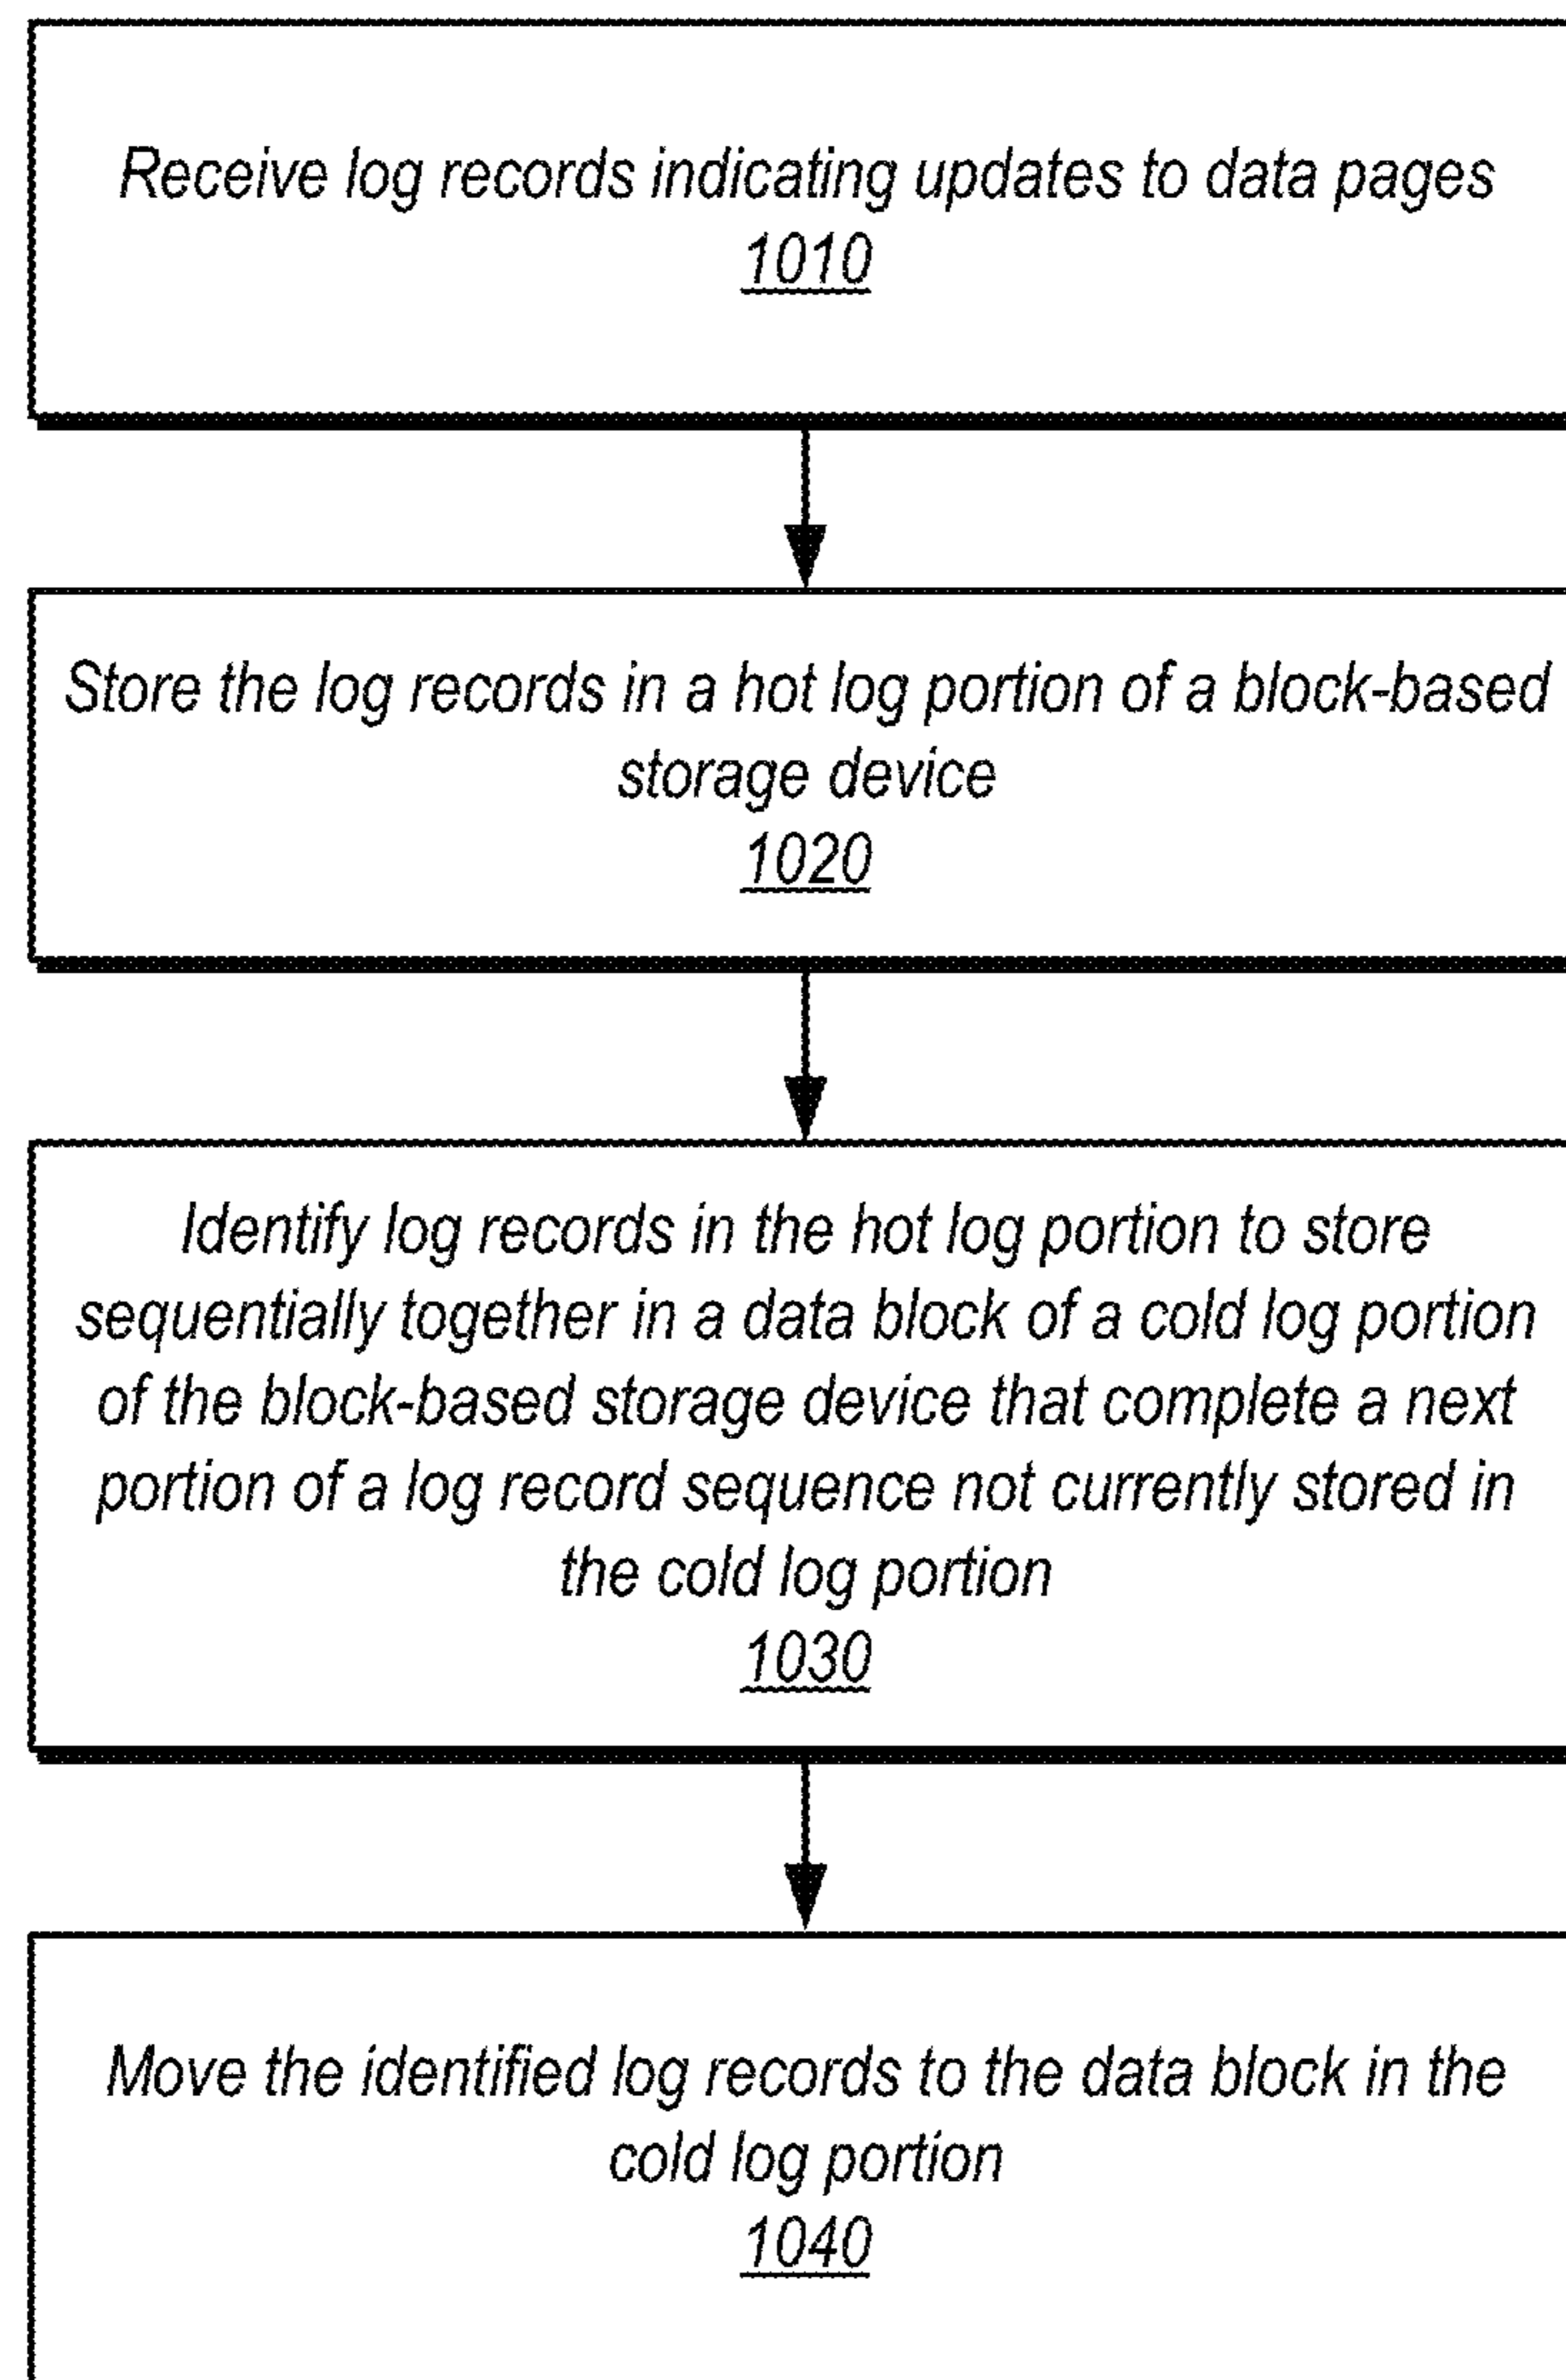 Receive log records indicating updates to data pages
1010
Store the log records in a hot log portion of a block-based
storage device
1020
Identify log records in the hot log portion to store
sequentially together in a data block of a cold log portion
of the block-based storage device that complete a next
portion of a log record sequence not currently stored in
the cold log portion
1030
Move the identified log records to the data block in the
cold log portion
1040